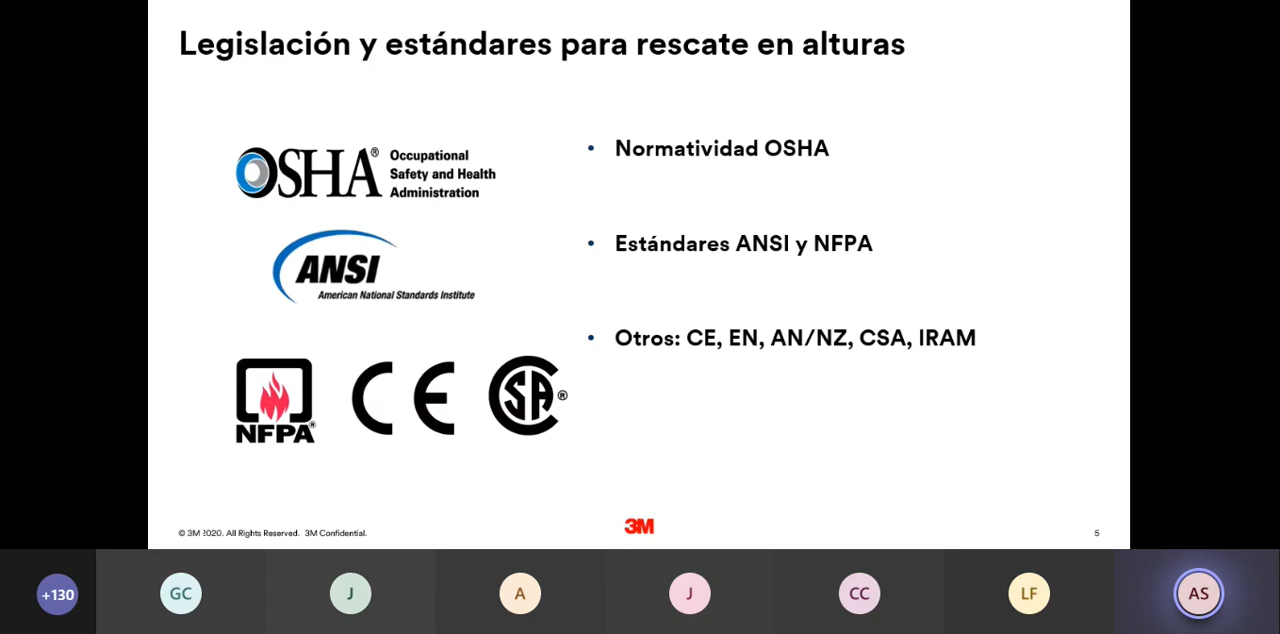 Legislación y estándares para rescate en alturas
OSHA® Occupational
Safety and Health
Administration
• Normatividad OSHA
ANSI
American National Standards Institute
• Estándares ANSI y NFPA
• Otros: CE, EN, AN/NZ, CSA, IRAM
NFPA®
CE
CSA®
© 3M 2020. All Rights Reserved. 3M Confidential.
3M
5
+130
GC
J
A
J
CC
LF
AS